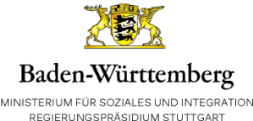 Baden-Württemberg
MINISTERIUM FÜR SOZIALES UND INTEGRATION
REGIERUNGSPRÄSIDIUM STUTTGART